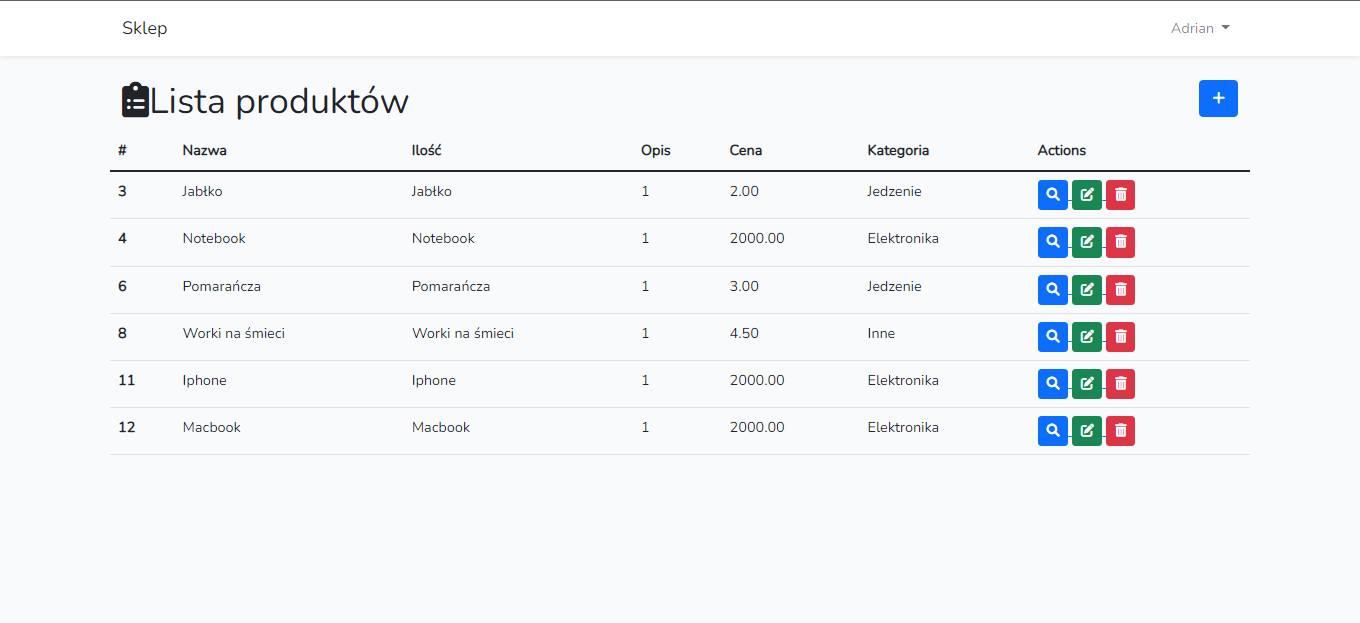 Sklep Adrian
Lista produktów
+
# Nazwa Ilość Opis Cena Kategoria Actions
3 Jabłko Jabłko 1 2.00 Jedzenie
4 Notebook Notebook 1 2000.00 Elektronika
6 Pomarańcza Pomarańcza 1 3.00 Jedzenie
8 Worki na śmieci Worki na śmieci 1 4.50 Inne
11 Iphone Iphone 1 2000.00 Elektronika
12 Macbook Macbook 1 2000.00 Elektronika